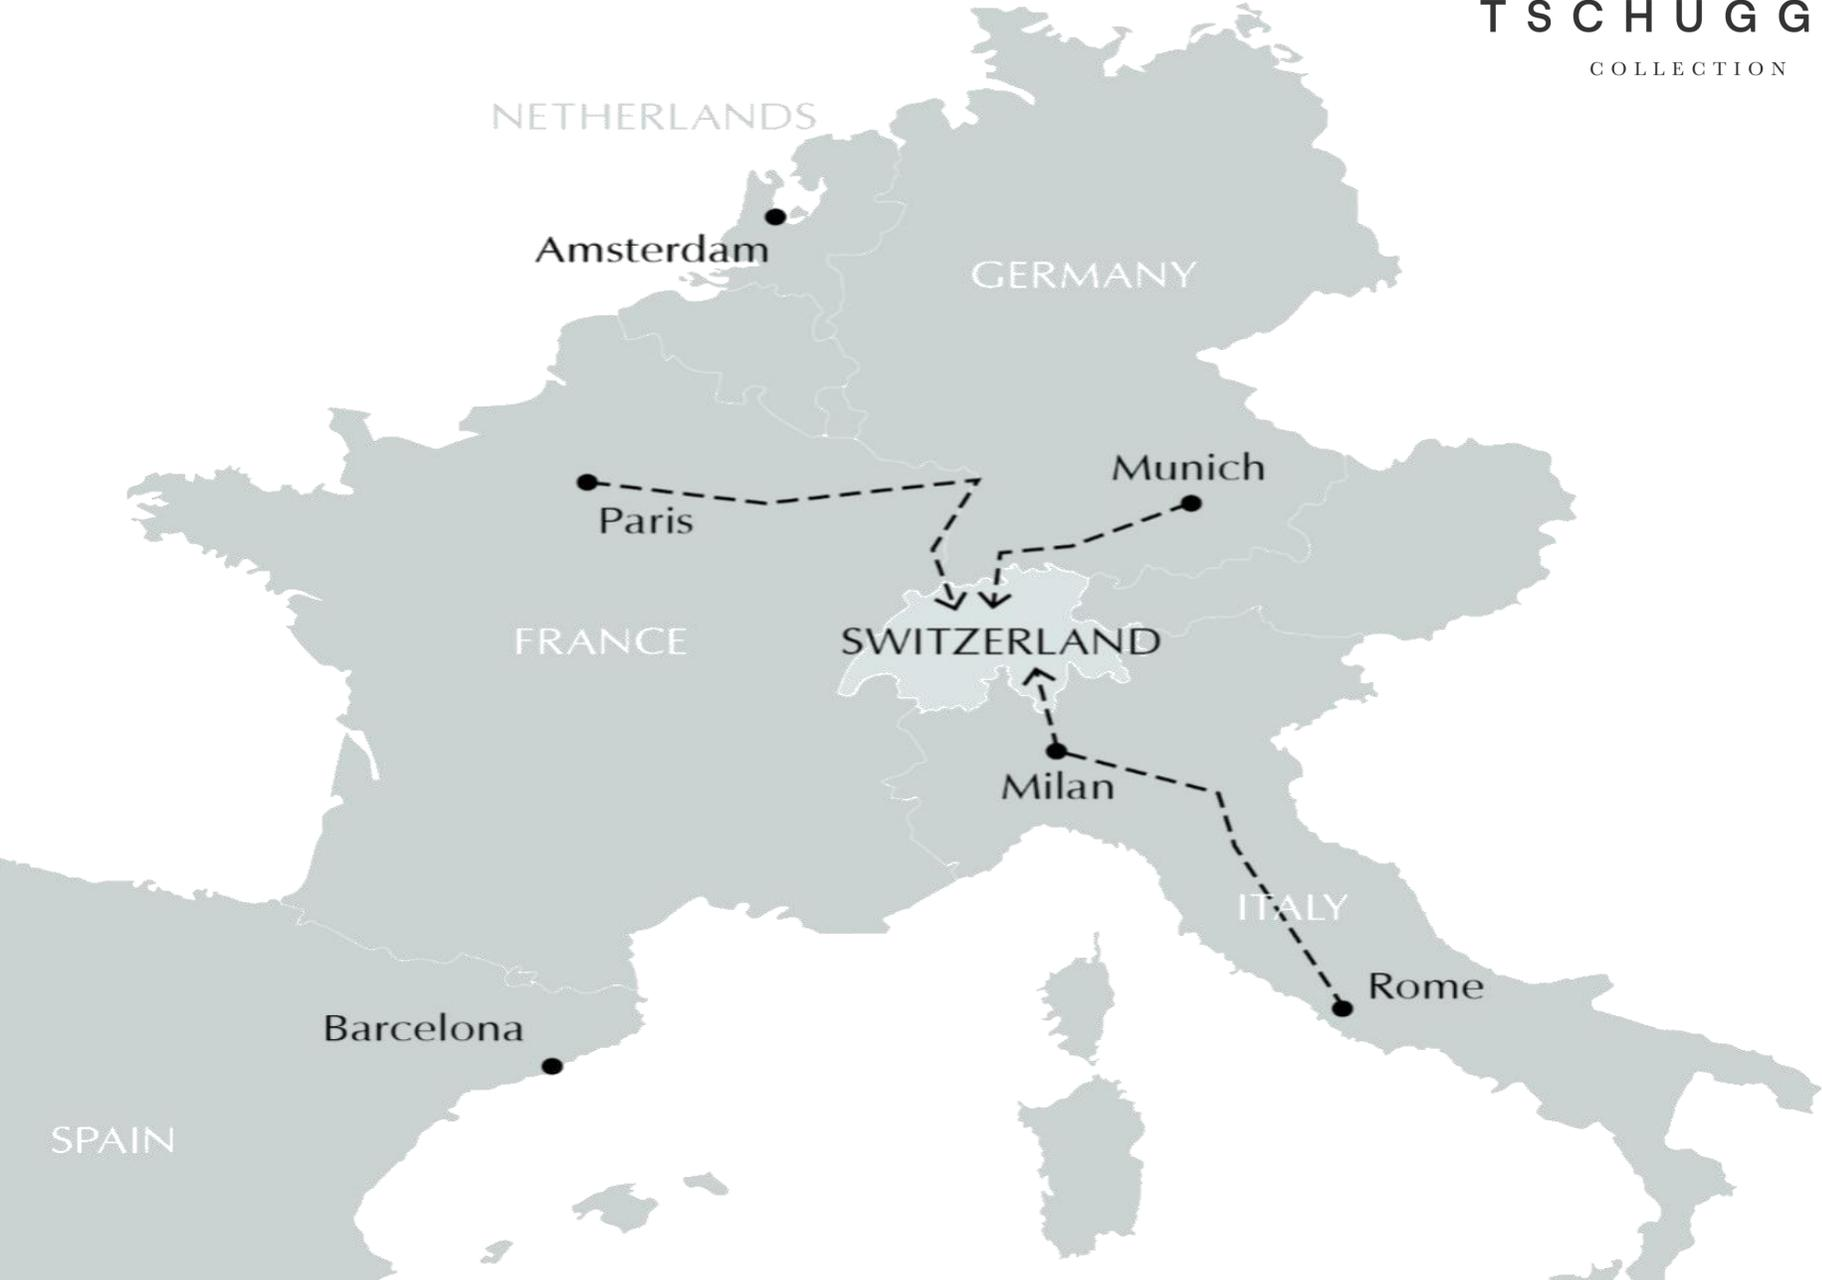 TSCHUGG
COLLECTION
NETHERLANDS
Amsterdam
GERMANY
Munich
Paris
FRANCE
SWITZERLAND
Milan
ITALY
Rome
Barcelona
SPAIN